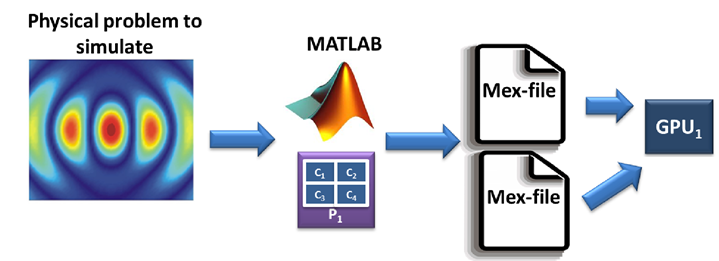 Physical problem to
simulate
MATLAB
C₁ C₂
C₃ C₄
P₁
Mex-file
Mex-file
GPU₁